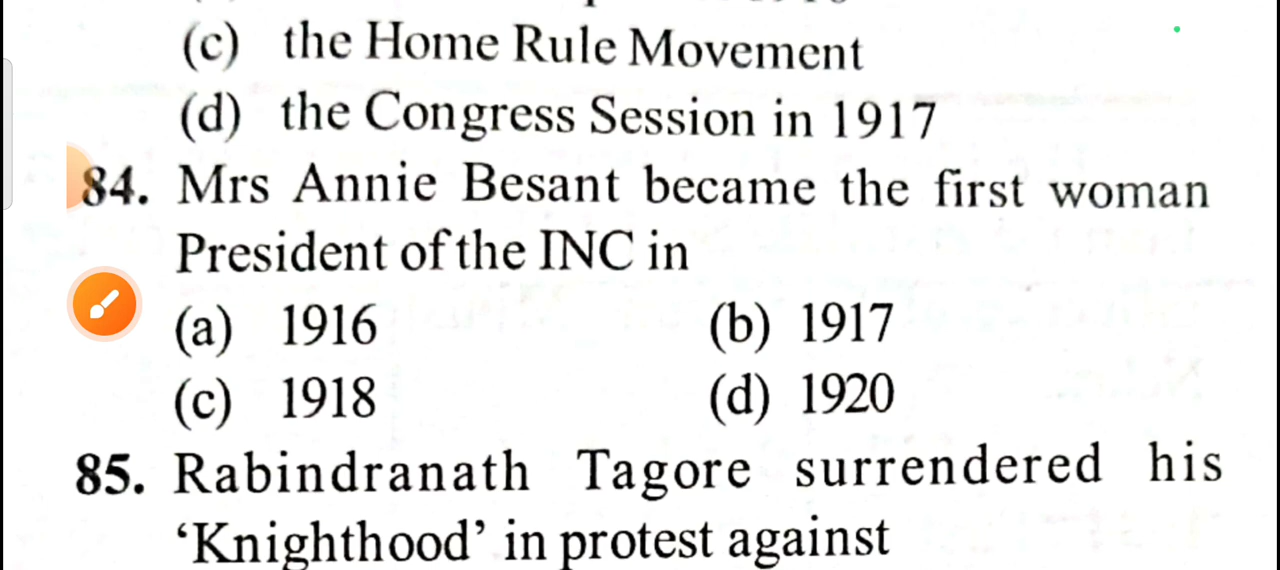 (c) the Home Rule Movement
(d) the Congress Session in 1917
84. Mrs Annie Besant became the first woman
President of the INC in
(a) 1916 (b) 1917
(c) 1918 (d) 1920
85. Rabindranath Tagore surrendered his
‘Knighthood’ in protest against